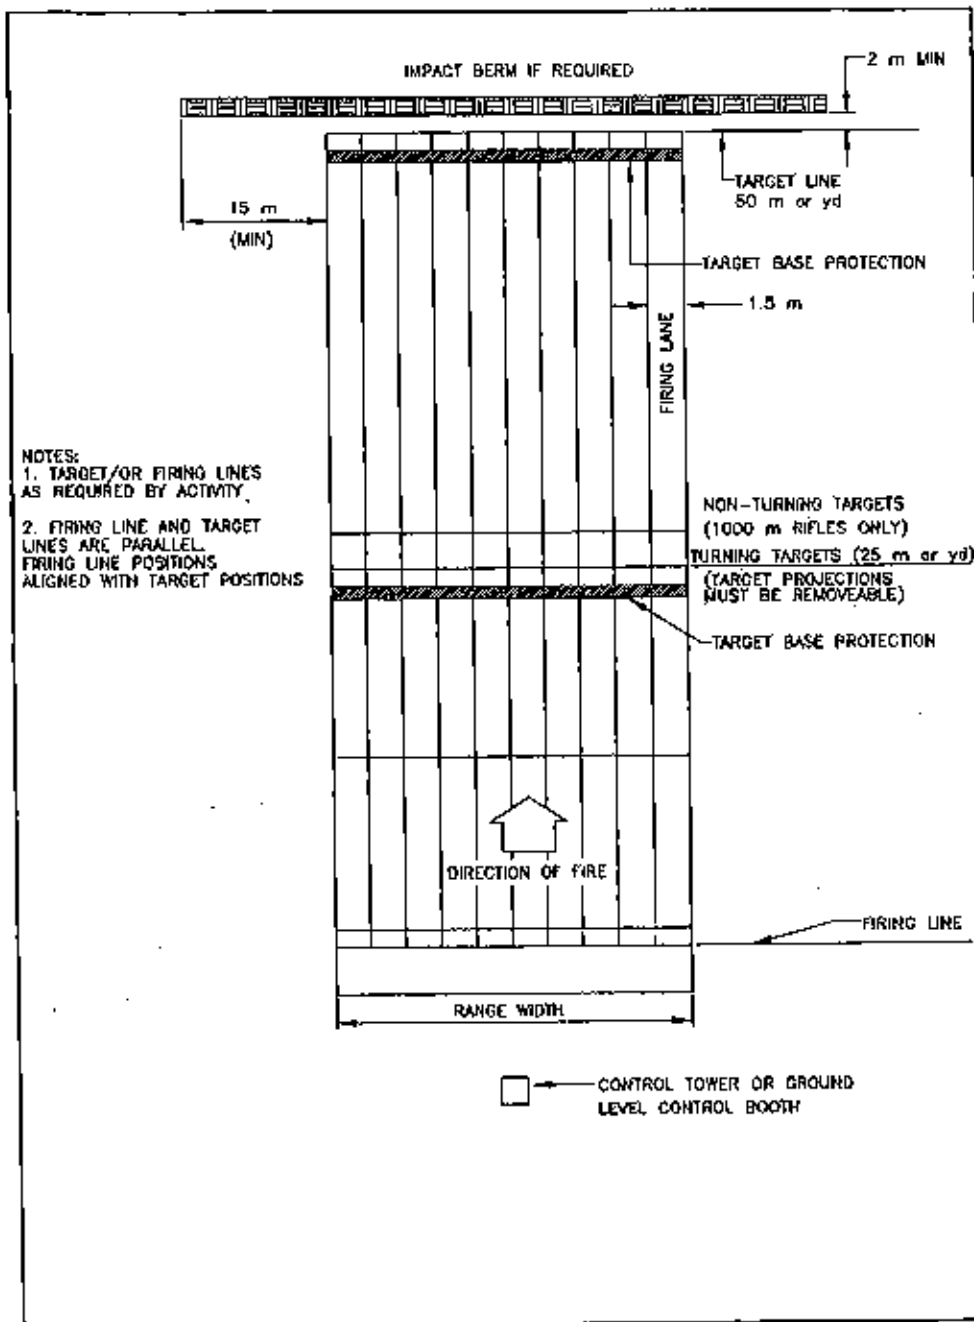 IMPACT BERM IF REQUIRED
2 m MIN
TARGET LINE
50 m or yd
15 m
(MIN)
TARGET BASE PROTECTION
1.5 m
FIRING LANE
NOTES:
1. TARGET/OR FIRING LINES
AS REQUIRED BY ACTIVITY
2. FIRING LINE AND TARGET
LINES ARE PARALLEL.
FIRING LINE POSITIONS
ALIGNED WITH TARGET POSITIONS
NON-TURNING TARGETS
(1000 m RIFLES ONLY)
TURNING TARGETS (25 m or yd)
(TARGET PROJECTIONS
MUST BE REMOVEABLE)
TARGET BASE PROTECTION
DIRECTION OF FIRE
FIRING LINE
RANGE WIDTH
CONTROL TOWER OR GROUND
LEVEL CONTROL BOOTH